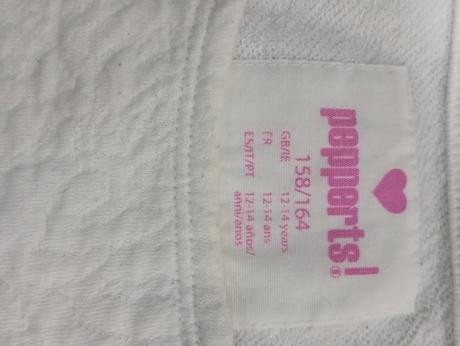 pepperts!®
158/164
GB/IE 12-14 years
FR 12-14 ans
ES/IT/PT 12-14 años/
anni/anos